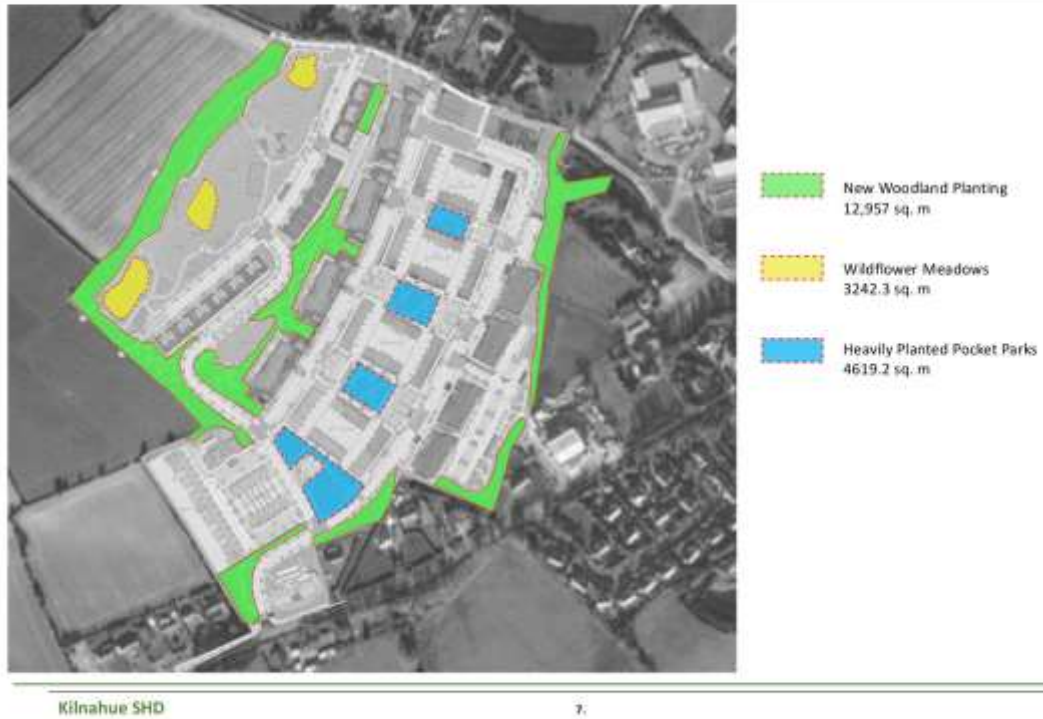 New Woodland Planting
12,957 sq. m
Wildflower Meadows
3242.3 sq. m
Heavily Planted Pocket Parks
4619.2 sq. m
Kilnahue SHD
7.